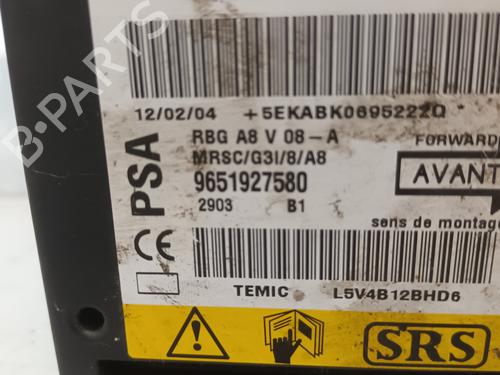 B-PARTS
12/02/04 +5EKABK0695222Q
RBG A8 V 08-A
MRSC/G3I/8/A8
9651927580
2903 B1
PSA
FORWARD
AVANT
sens de montage
CE
TEMIC L5V4B12BHD6
SRS